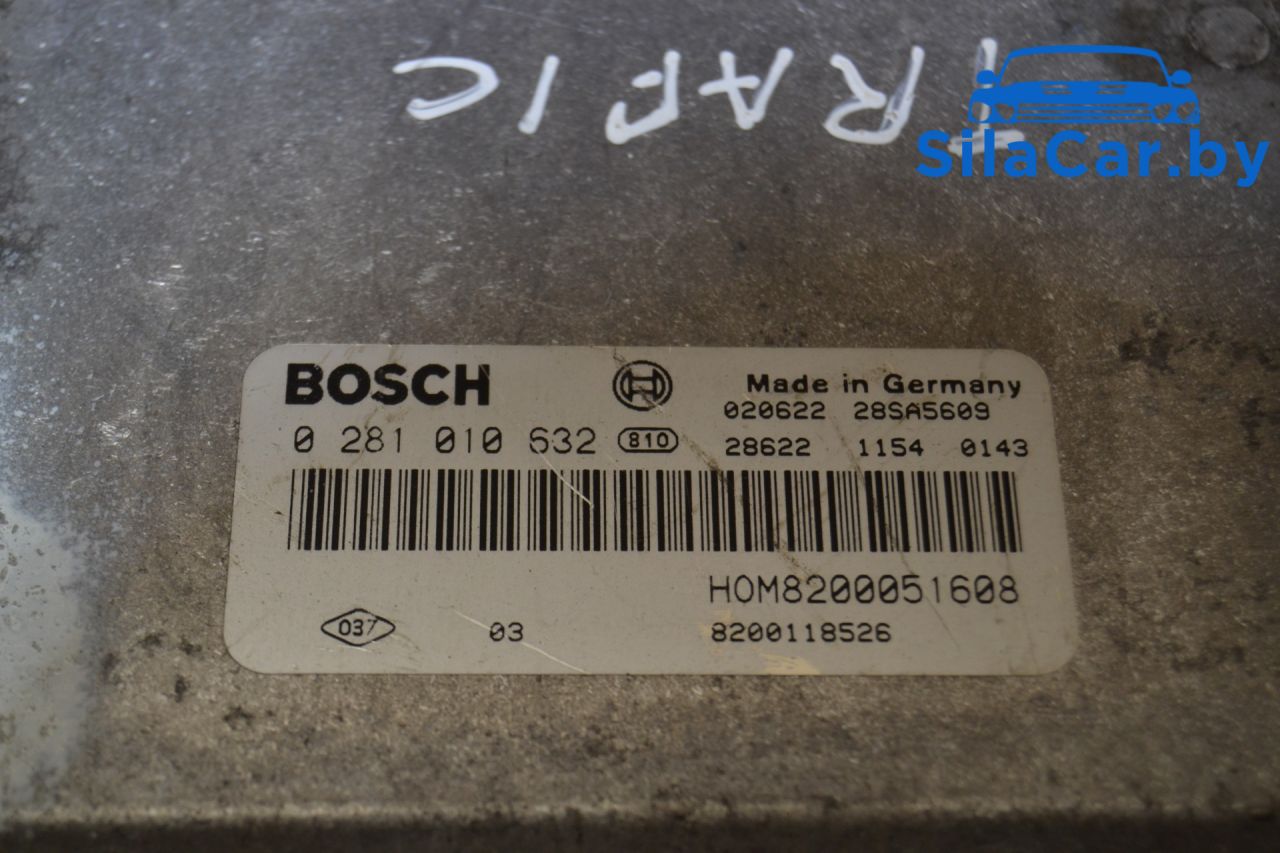 TRAFIC
SilaCar.by
BOSCH
Made in Germany
020622 28SA5609
0 281 010 632 810
28622 1154 0143
HOM8200051608
037 03 8200118526